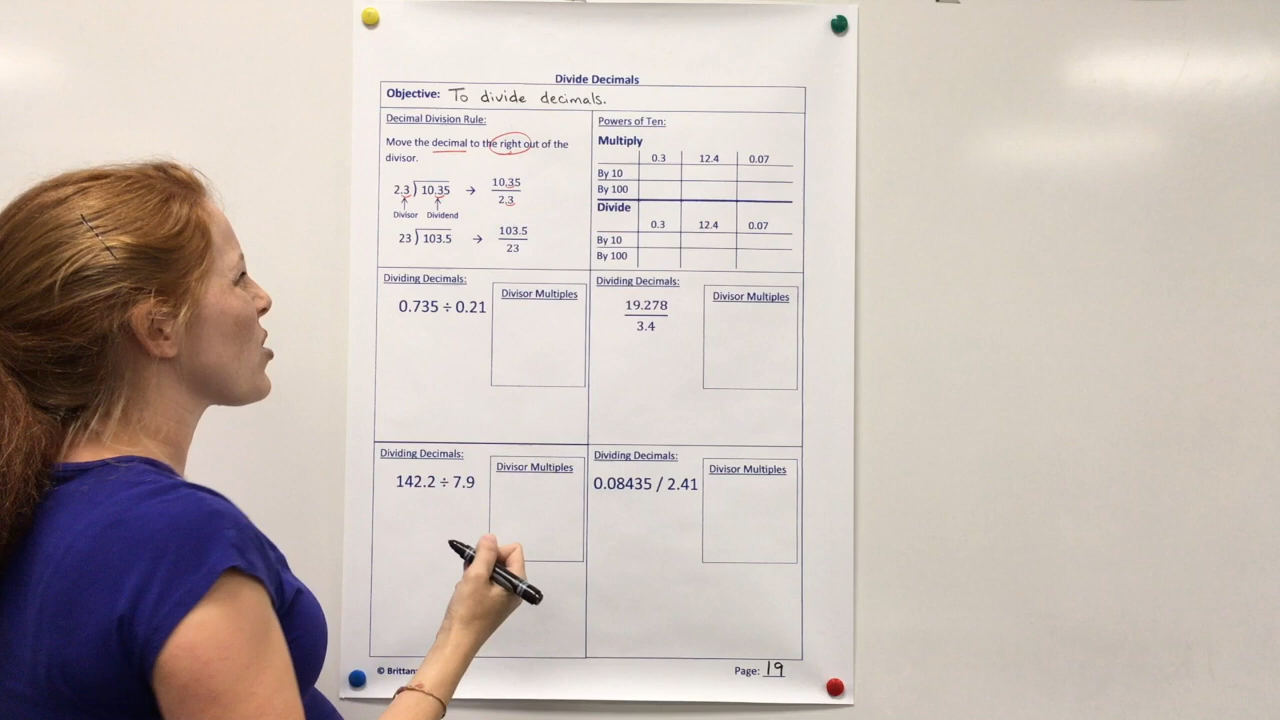 Divide Decimals
Objective: To divide decimals.
Decimal Division Rule:
Move the decimal to the right out of the
divisor.
2.3 ) 10.35 → 10.35 / 2.3
Divisor Dividend
23 ) 103.5 → 103.5 / 23
Powers of Ten:
Multiply
0.3 12.4 0.07
By 10
By 100
Divide
0.3 12.4 0.07
By 10
By 100
Dividing Decimals:
0.735 ÷ 0.21
Divisor Multiples
Dividing Decimals:
19.278
3.4
Divisor Multiples
Dividing Decimals:
142.2 ÷ 7.9
Divisor Multiples
Dividing Decimals:
0.08435 / 2.41
Divisor Multiples
©
Page: 19